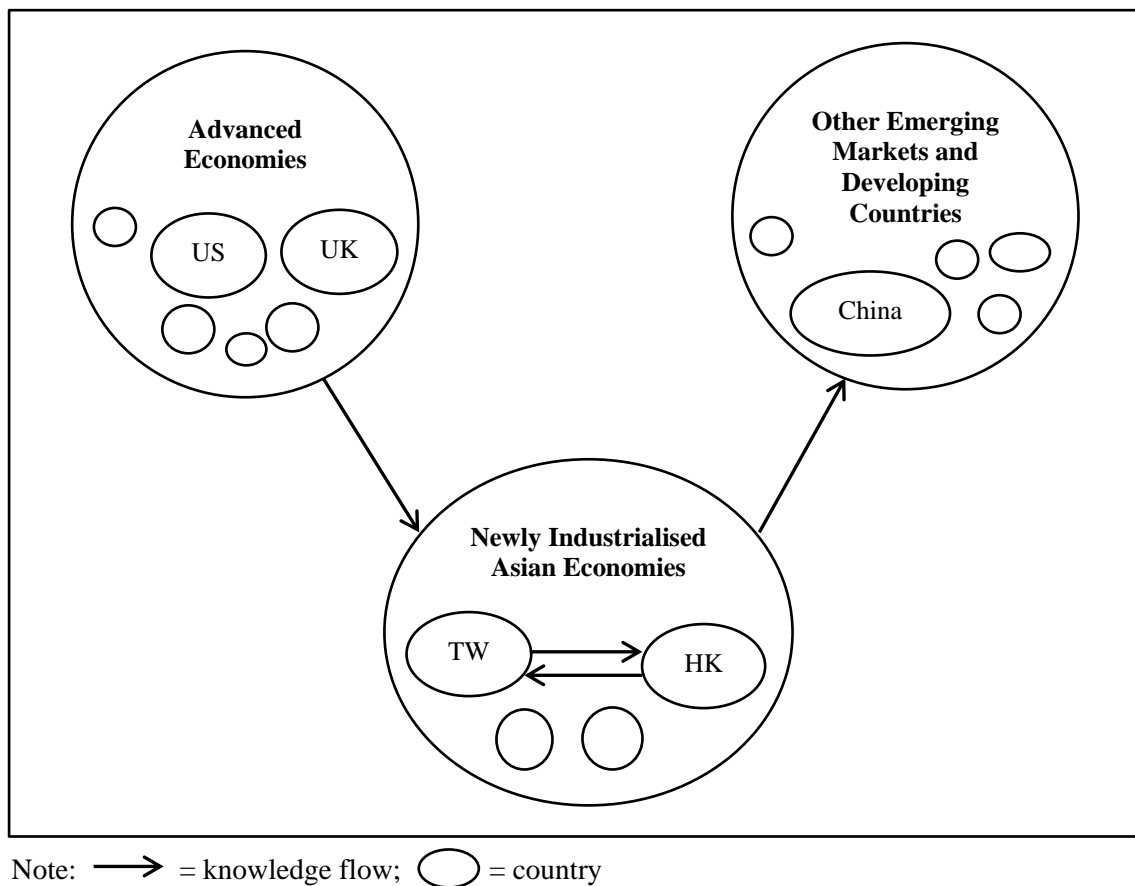 Advanced
Economies
US
UK
Other Emerging
Markets and
Developing
Countries
China
Newly Industrialised
Asian Economies
TW
HK
Note: = knowledge flow; = country